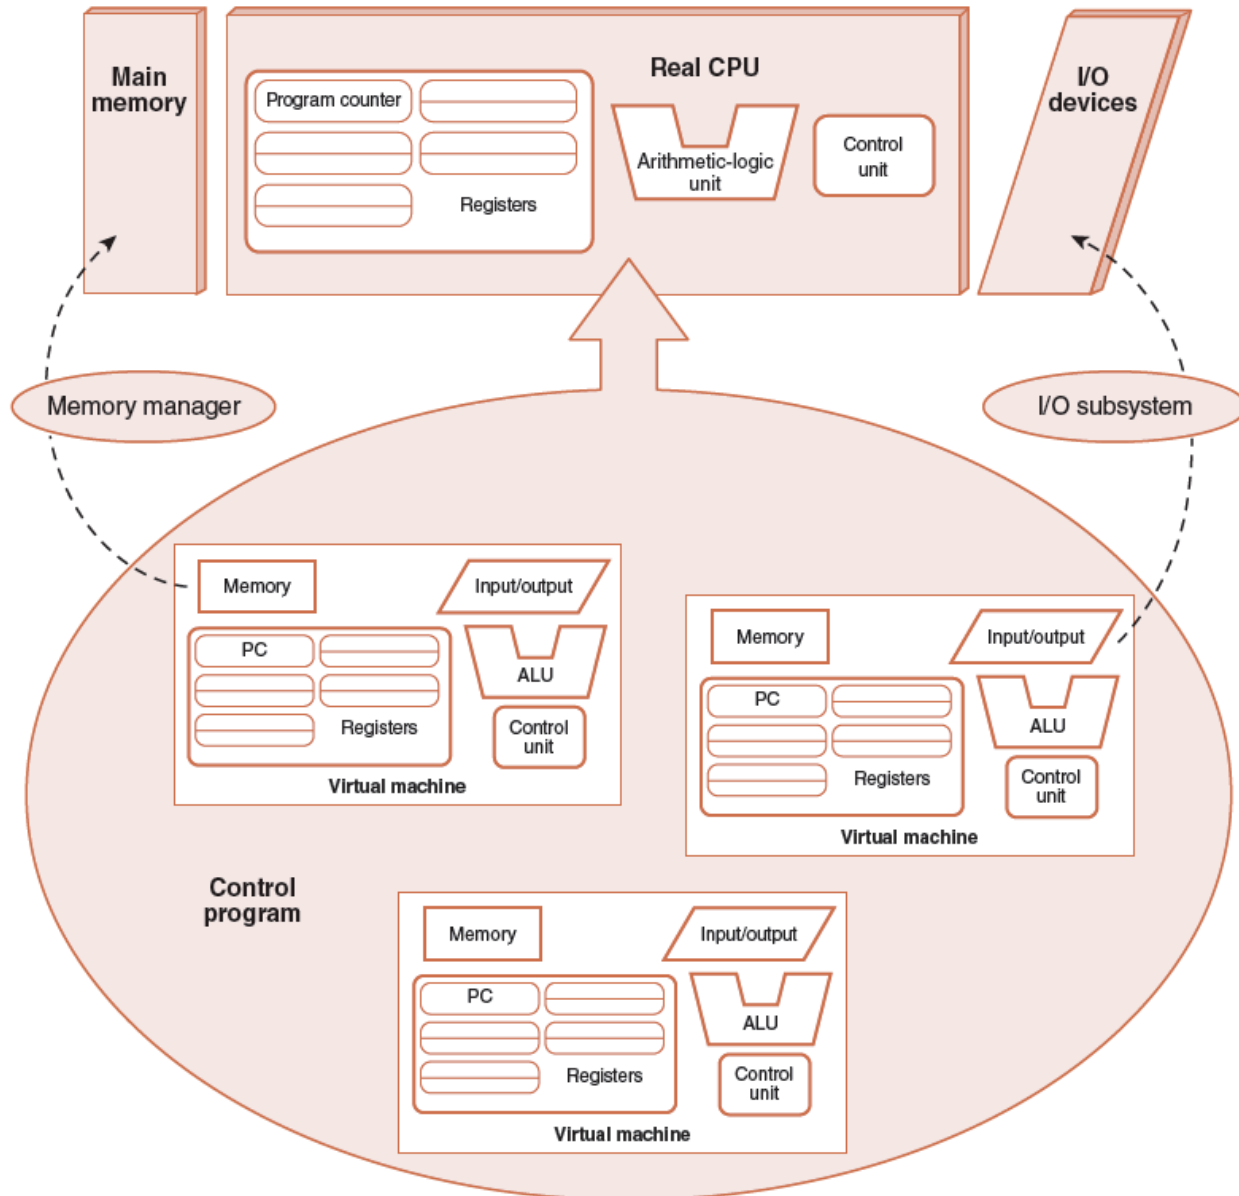 Main
memory
Real CPU
I/O
devices
Program counter
Registers
Arithmetic-logic
unit
Control
unit
Memory manager
I/O subsystem
Memory
Input/output
PC
ALU
Registers
Control
unit
Virtual machine
Memory
Input/output
PC
ALU
Registers
Control
unit
Virtual machine
Control
program
Memory
Input/output
PC
ALU
Registers
Control
unit
Virtual machine